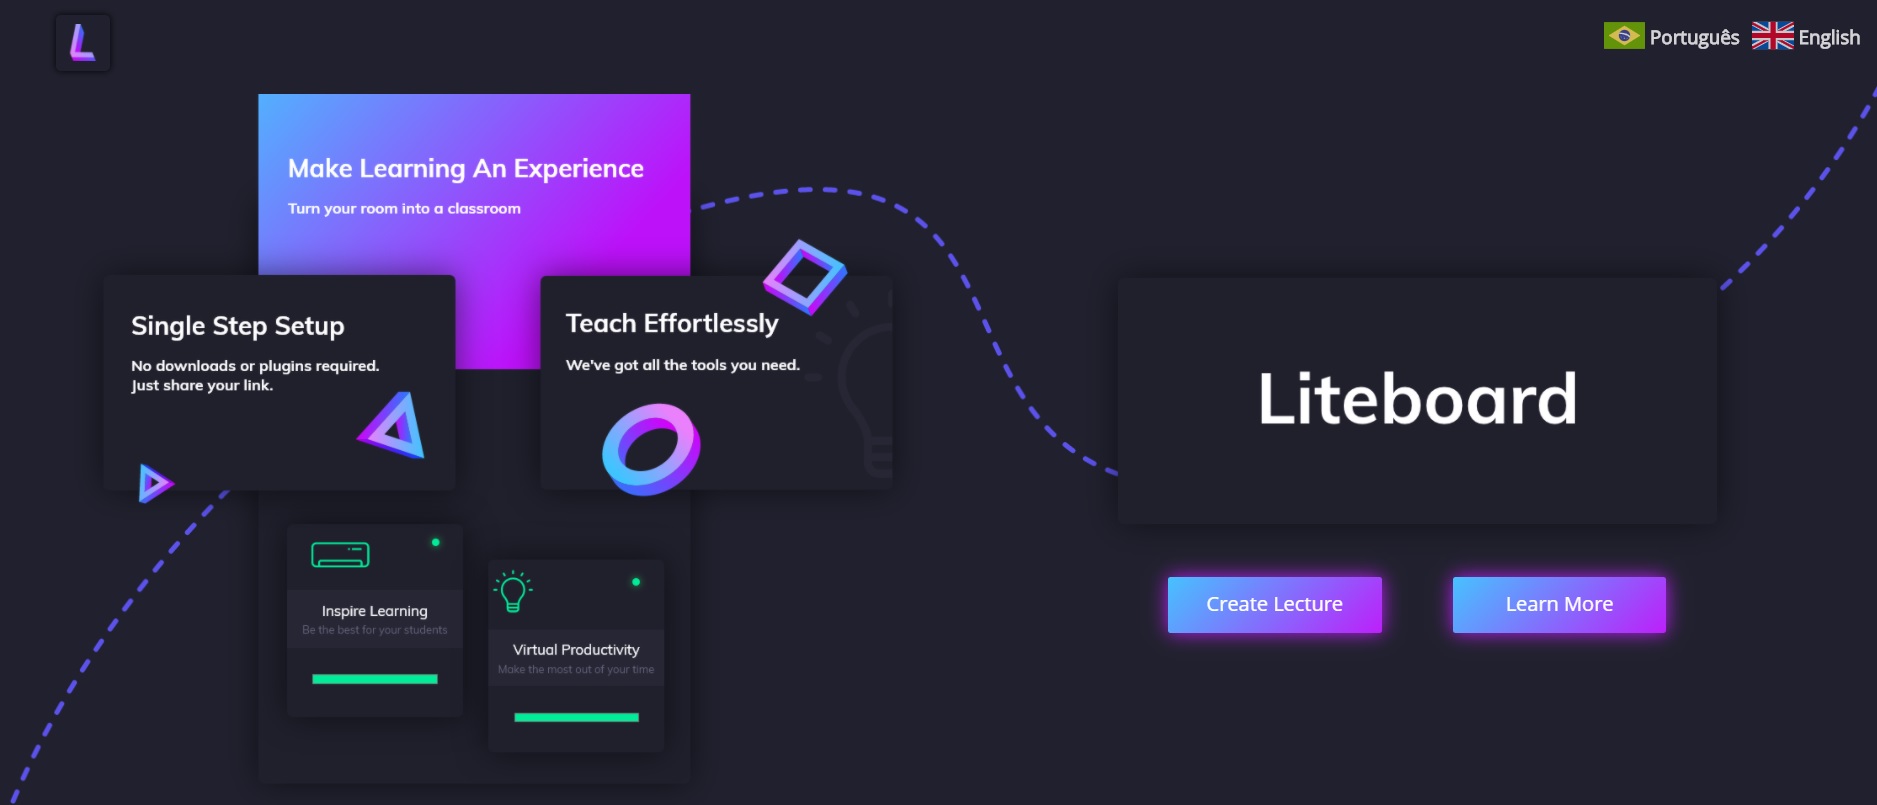 L
Português English
Make Learning An Experience
Turn your room into a classroom
Single Step Setup
No downloads or plugins required.
Just share your link.
Teach Effortlessly
We've got all the tools you need.
Inspire Learning
Be the best for your students
Virtual Productivity
Make the most out of your time
Liteboard
Create Lecture
Learn More